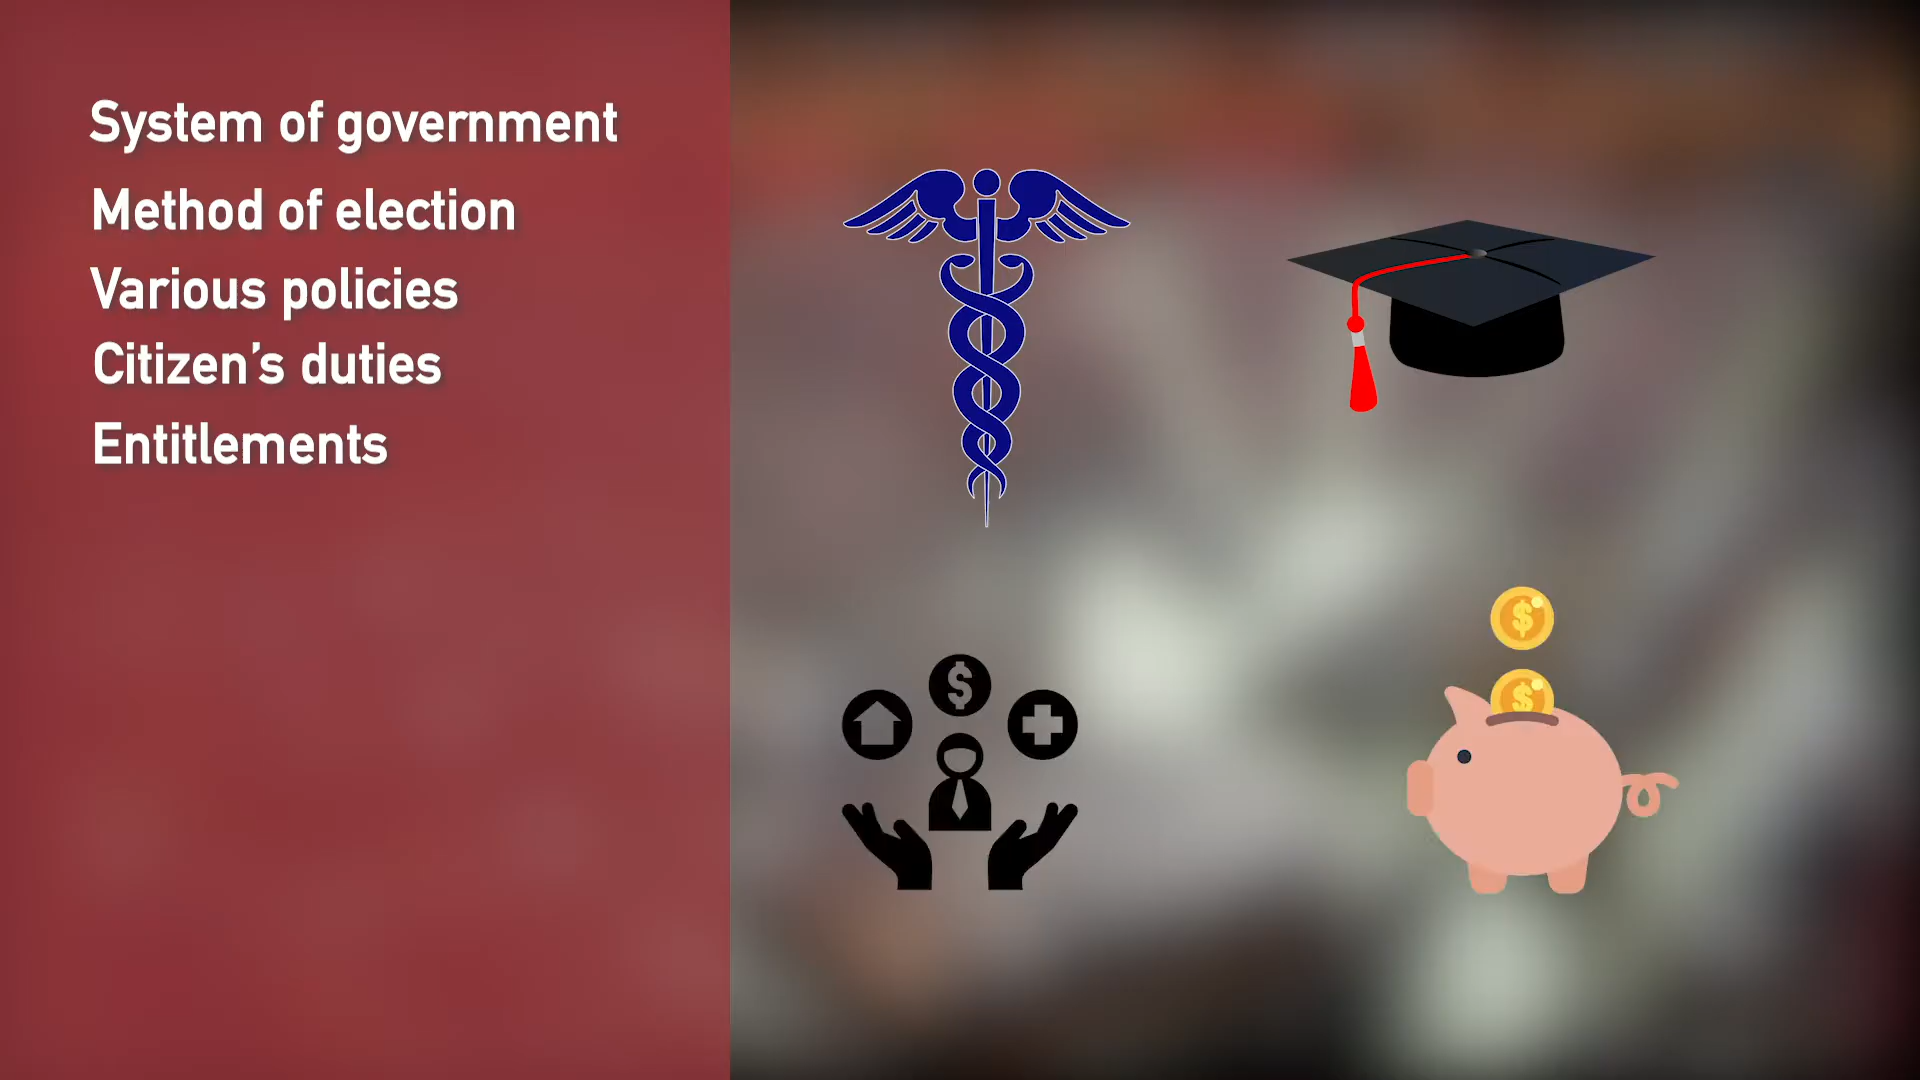 System of government
Method of election
Various policies
Citizen’s duties
Entitlements
$
$
$